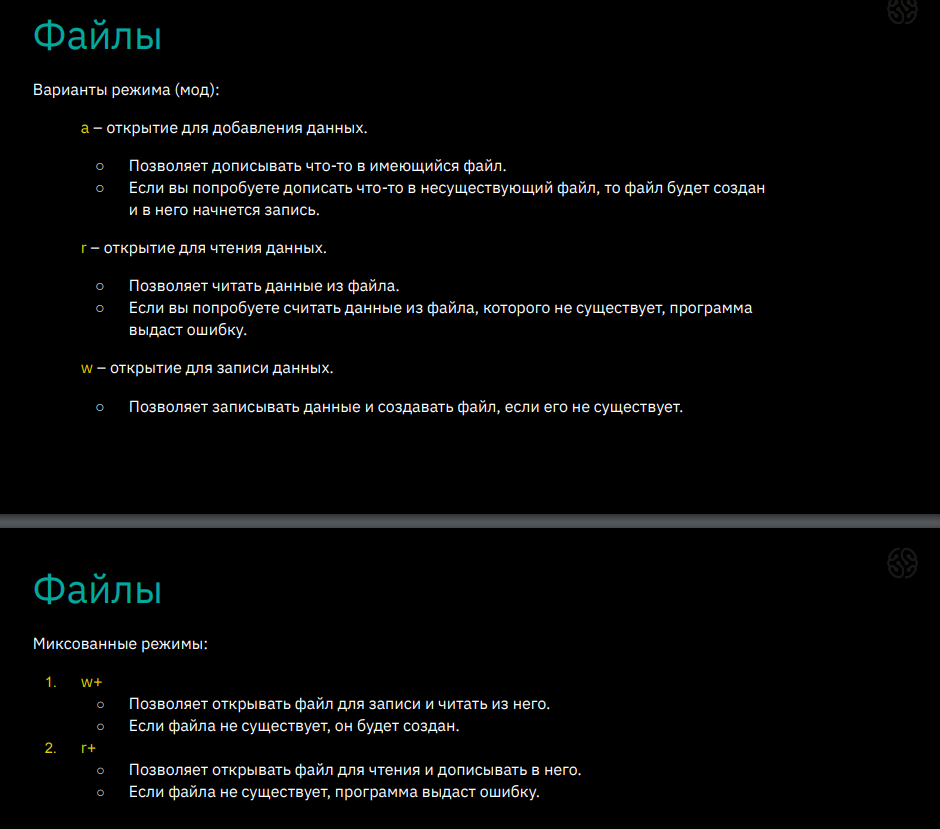 Файлы
Варианты режима (мод):
a – открытие для добавления данных.
○ Позволяет дописывать что-то в имеющийся файл.
○ Если вы попробуете дописать что-то в несуществующий файл, то файл будет создан
и в него начнется запись.
r – открытие для чтения данных.
○ Позволяет читать данные из файла.
○ Если вы попробуете считать данные из файла, которого не существует, программа
выдаст ошибку.
w – открытие для записи данных.
○ Позволяет записывать данные и создавать файл, если его не существует.
Файлы
Миксованные режимы:
1. w+
○ Позволяет открывать файл для записи и читать из него.
○ Если файла не существует, он будет создан.
2. r+
○ Позволяет открывать файл для чтения и дописывать в него.
○ Если файла не существует, программа выдаст ошибку.